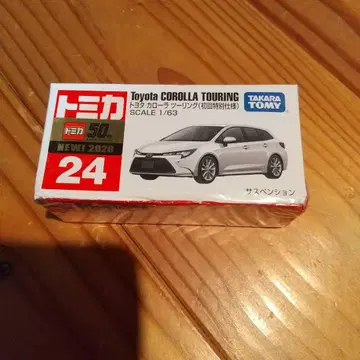 トミカ
Toyota COROLLA TOURING
トヨタ カローラ ツーリング(初回特別仕様)
SCALE 1/63
TAKARA TOMY
トミカ 50th
NEW! 2020
24
サスペンション